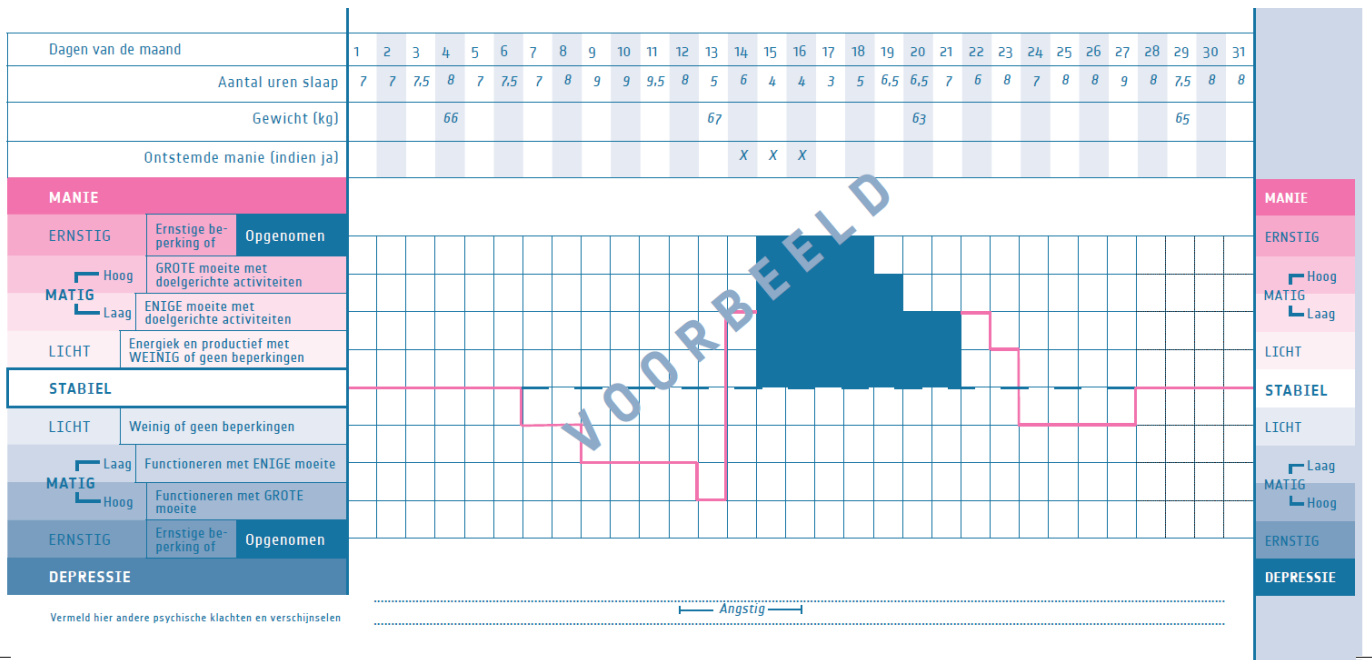 Dagen van de maand 1 2 3 4 5 6 7 8 9 10 11 12 13 14 15 16 17 18 19 20 21 22 23 24 25 26 27 28 29 30 31
Aantal uren slaap 7 7 7,5 8 7 7,5 7 8 9 9 9,5 8 5 6 4 4 3 5 6,5 6,5 7 6 8 7 8 8 9 8 7,5 8 8
Gewicht (kg) 66 67 63 65
Ontstemde manie (indien ja) X X X
MANIE
ERNSTIG
Ernstige be-
perking of
Opgenomen
MATIG
Hoog
GROTE moeite met
doelgerichte activiteiten
Laag
ENIGE moeite met
doelgerichte activiteiten
LICHT
Energiek en productief met
WEINIG of geen beperkingen
STABIEL
LICHT
Weinig of geen beperkingen
MATIG
Laag
Functioneren met ENIGE moeite
Hoog
Functioneren met GROTE
moeite
ERNSTIG
Ernstige be-
perking of
Opgenomen
DEPRESSIE
VOORBEELD
MANIE
ERNSTIG
Hoog
MATIG
Laag
LICHT
STABIEL
LICHT
Laag
MATIG
Hoog
ERNSTIG
DEPRESSIE
Vermeld hier andere psychische klachten en verschijnselen
Angstig